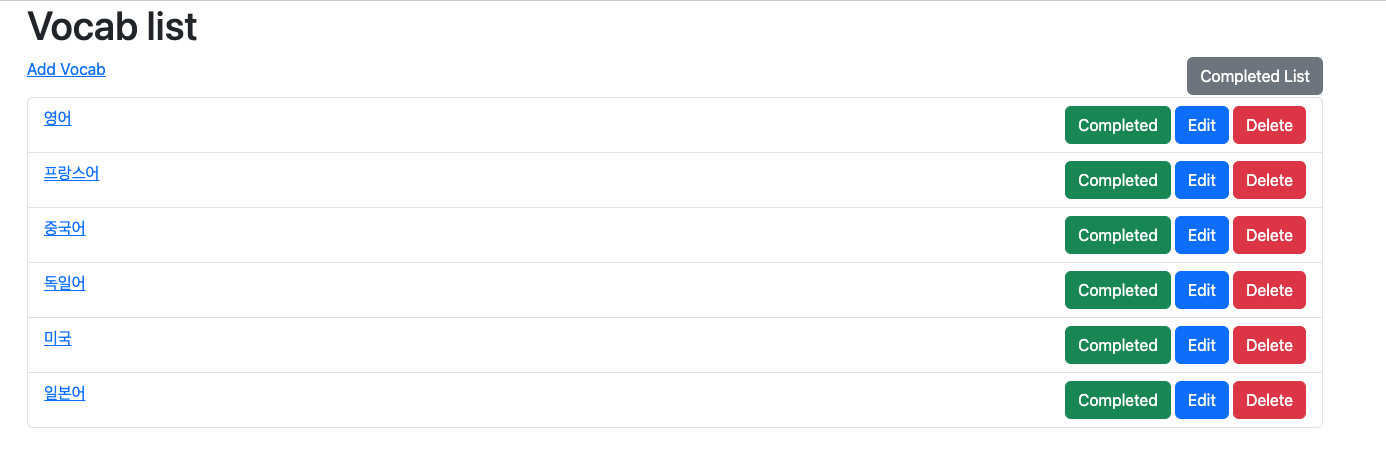 Vocab list
Add Vocab
Completed List
영어 Completed Edit Delete
프랑스어 Completed Edit Delete
중국어 Completed Edit Delete
독일어 Completed Edit Delete
미국 Completed Edit Delete
일본어 Completed Edit Delete